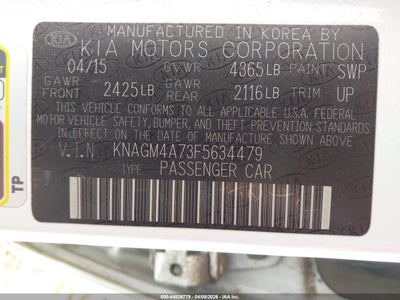 MANUFACTURED IN KOREA BY
KIA
KIA MOTORS CORPORATION
04/15 GVWR 4365LB PAINT SWP
GAWR FRONT 2425LB GAWR REAR 2116LB TRIM UP
THIS VEHICLE CONFORMS TO ALL APPLICABLE U.S.A FEDERAL
MOTOR VEHICLE SAFETY, BUMPER, AND THEFT PREVENTION
STANDARDS IN EFFECT ON THE DATE OF MANUFACTURE SHOWN ABOVE.
V.I.N KNAGM4A73F5634479
TYPE PASSENGER CAR
TP